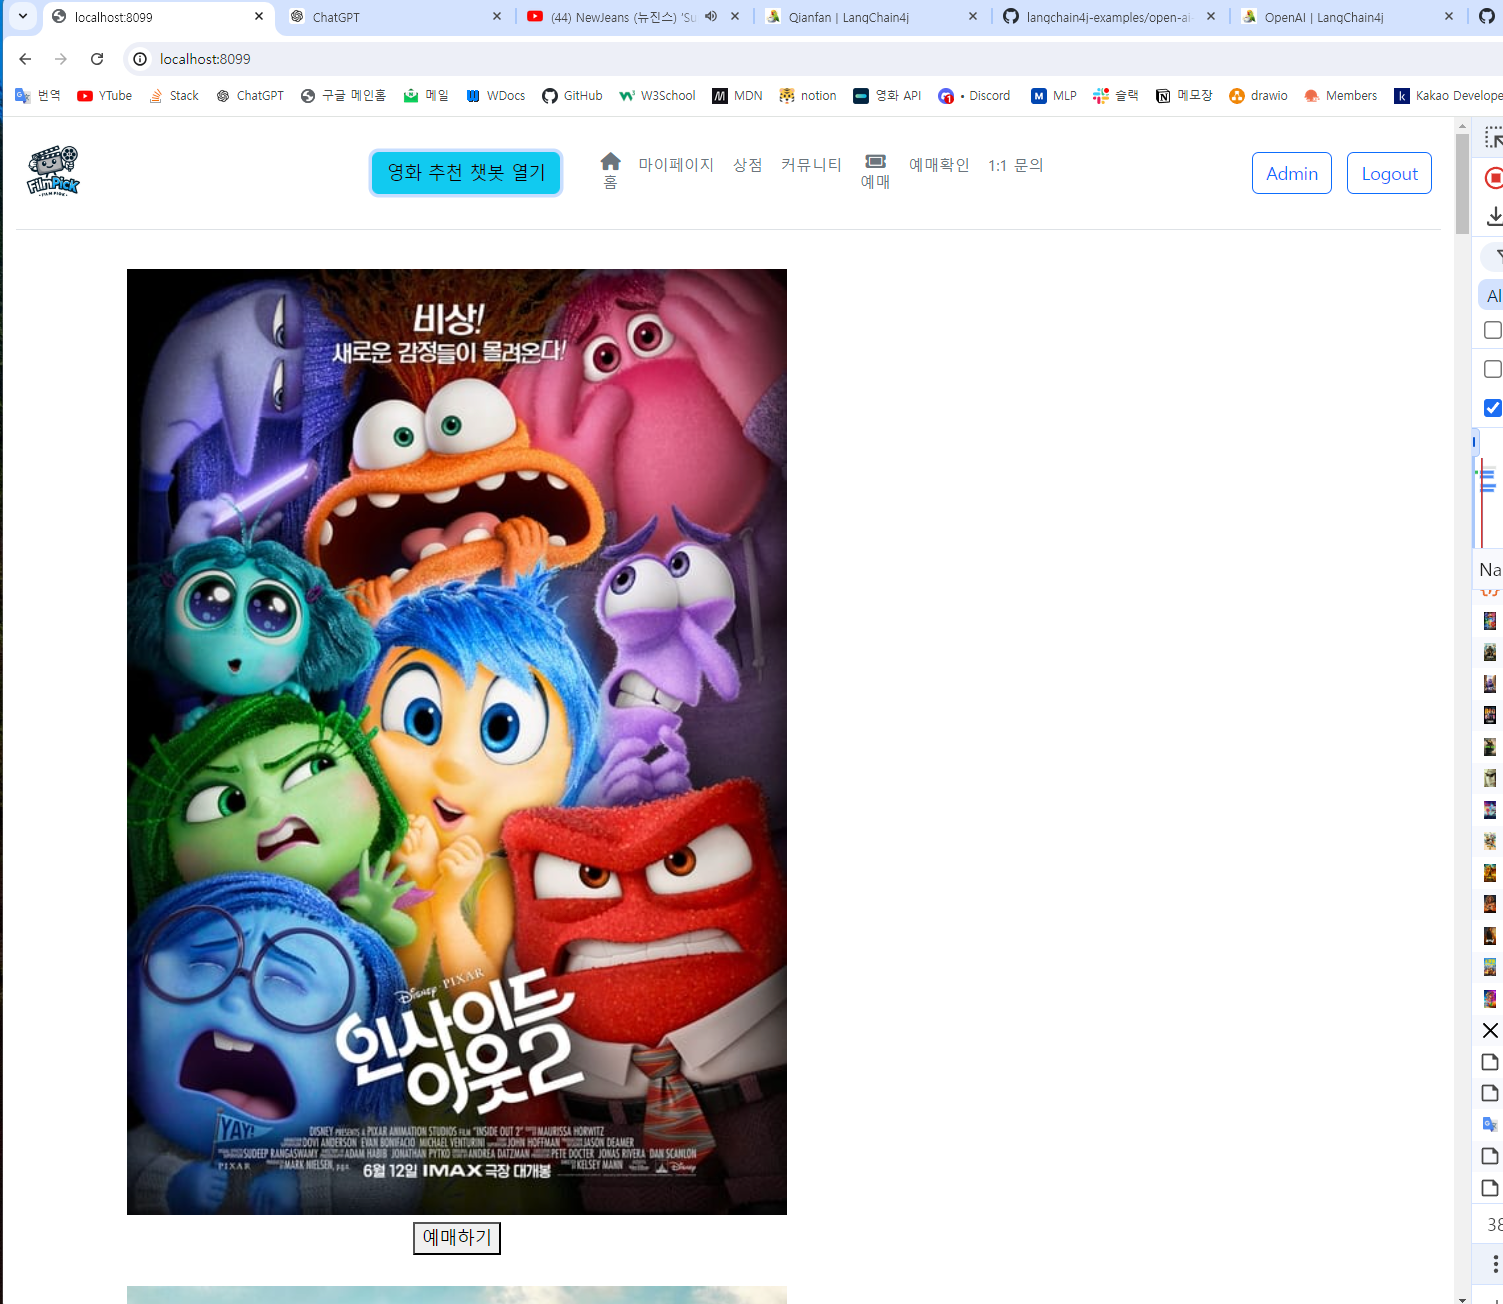 localhost:8099
ChatGPT
(44) NewJeans (뉴진스) 'Su
Qianfan | LangChain4j
langchain4j-examples/open-ai-
OpenAI | LangChain4j
localhost:8099
번역
YTube
Stack
ChatGPT
구글 메인홈
메일
WDocs
GitHub
W3School
MDN
notion
영화 API
• Discord
MLP
슬랙
메모장
drawio
Members
Kakao Develope
FilmPick
영화 추천 챗봇 열기
홈
마이페이지
상점
커뮤니티
예매
예매확인
1:1 문의
Admin
Logout
Al
Na
비상!
새로운 감정들이 몰려온다!
Disney · PIXAR
인사이드
아웃2
YAY!
PIXAR
DISNEY PRESENTS A PIXAR ANIMATION STUDIOS FILM "INSIDE OUT 2" MAURISSA HORWITZ
DOVI ANDERSON EVAN BONIFACIO MICHAEL VENTURINI JOHN HOFFMAN JASON DEAMER
SUDEEP RANGASWAMY ADAM HABIB JONATHAN PYTKO ANDREA DATZMAN PETE DOCTER JONAS RIVERA DAN SCANLON
MARK NIELSEN, p.g.a. KELSEY MANN
6월 12일 IMAX 극장 대개봉
Disney
예매하기
38